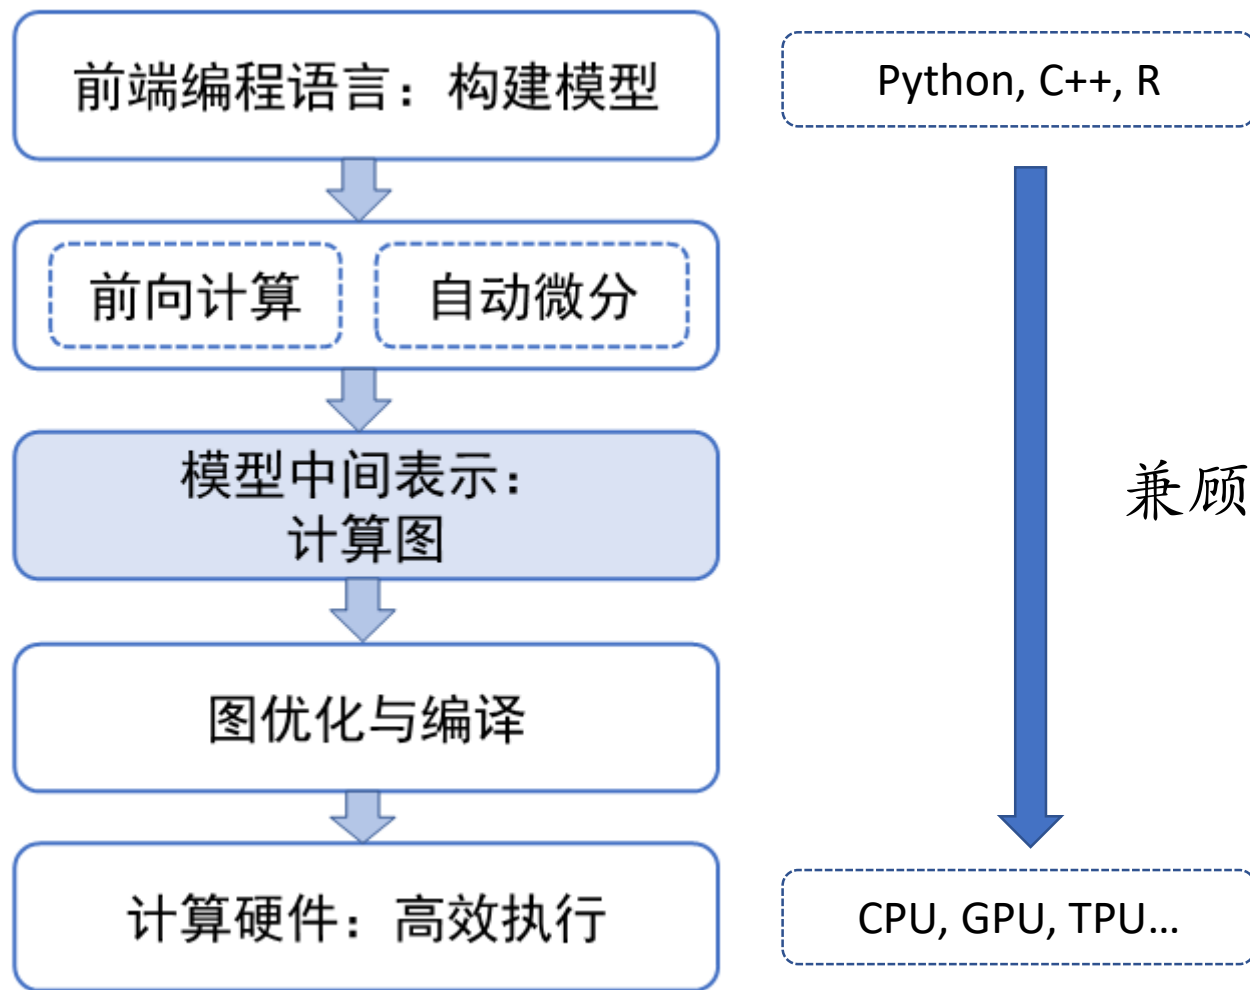 前端编程语言：构建模型
Python, C++, R
前向计算
自动微分
模型中间表示：
计算图
兼顾
图优化与编译
计算硬件：高效执行
CPU, GPU, TPU…